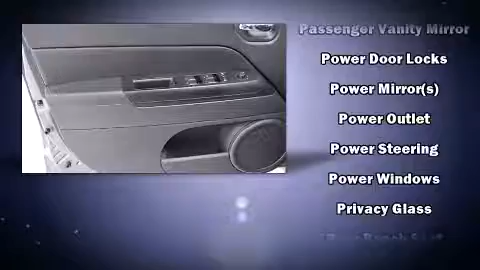 Passenger Vanity Mirror
Power Door Locks
Power Mirror(s)
Power Outlet
Power Steering
Power Windows
Privacy Glass